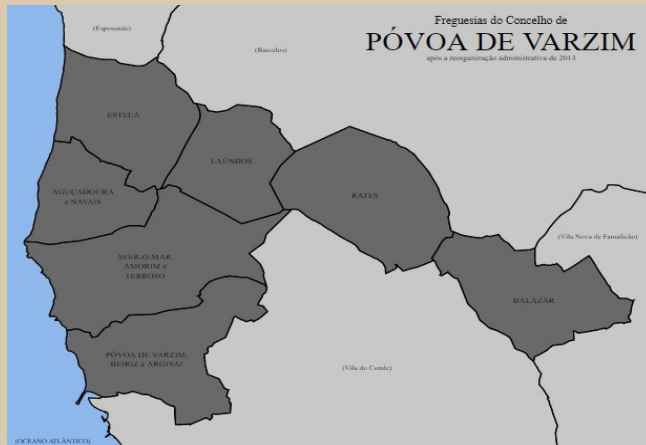 Freguesias do Concelho de
PÓVOA DE VARZIM
após a reorganização administrativa de 2013
(Esposende)
(Barcelos)
ESTELA
LAÚNDOS
RATES
AGUÇADOURA
e NAVAIS
(Vila Nova de Famalicão)
AVER-O-MAR,
AMORIM e
TERROSO
BALAZAR
PÓVOA DE VARZIM,
BEIRIZ e ARGIVAI
(Vila do Conde)
(OCEANO ATLÂNTICO)